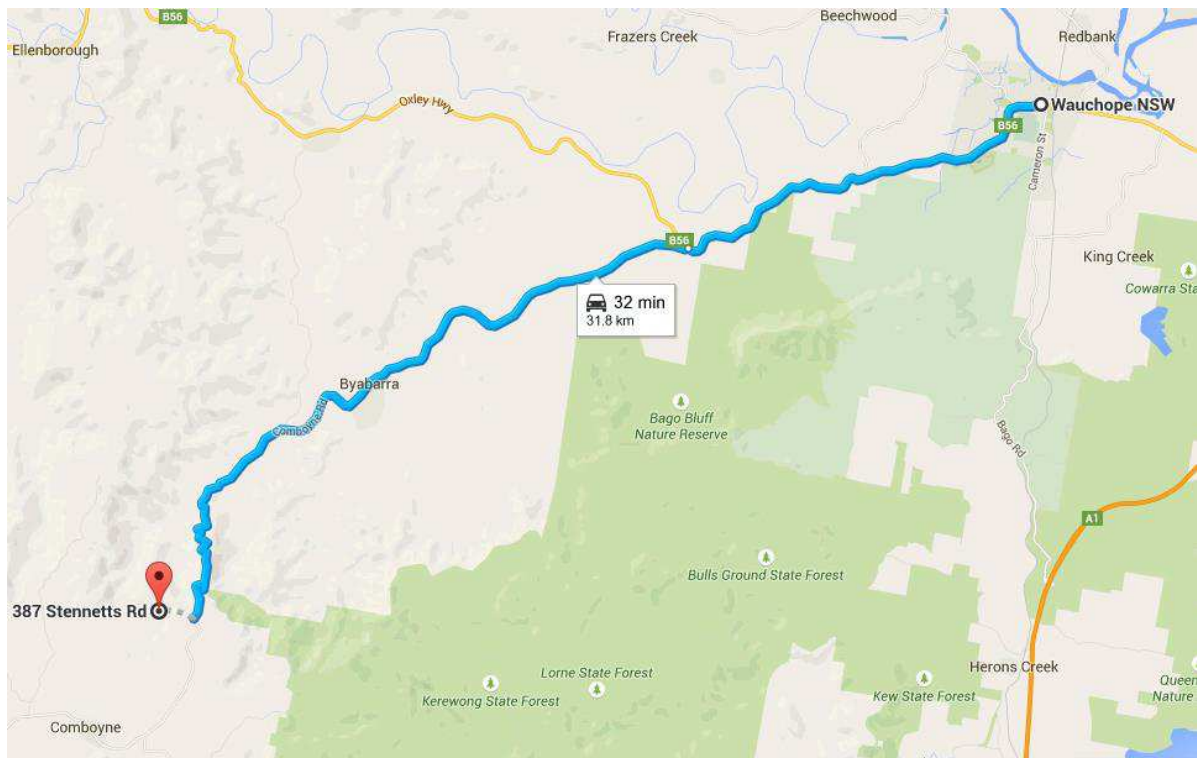 B56
Beechwood
Ellenborough
Frazers Creek
Redbank
Oxley Hwy
Wauchope NSW
B56
Cameron St
B56
King Creek
32 min
31.8 km
Cowarra Sta
Byabarra
Comboyne Rd
Bago Bluff
Nature Reserve
Bago Rd
A1
Bulls Ground State Forest
387 Stennetts Rd
Herons Creek
Lorne State Forest
Kerewong State Forest
Kew State Forest
Queen
Nature
Comboyne